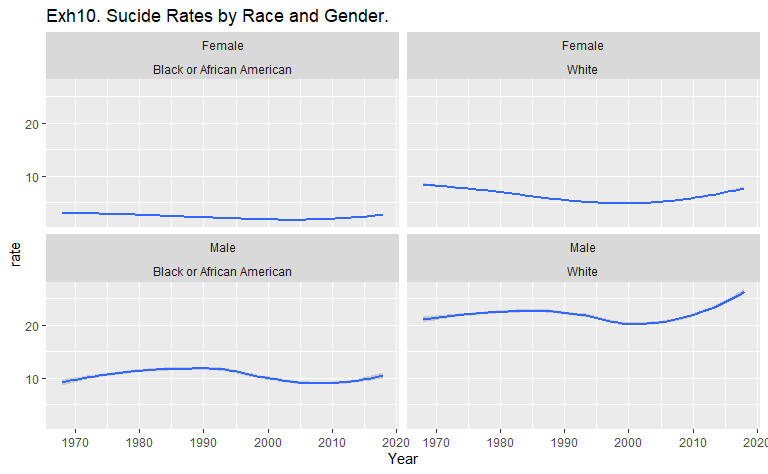 Exh10. Sucide Rates by Race and Gender.
Female
Black or African American
Female
White
20
10
Male
Black or African American
Male
White
20
10
rate
1970 1980 1990 2000 2010 2020
1970 1980 1990 2000 2010 2020
Year